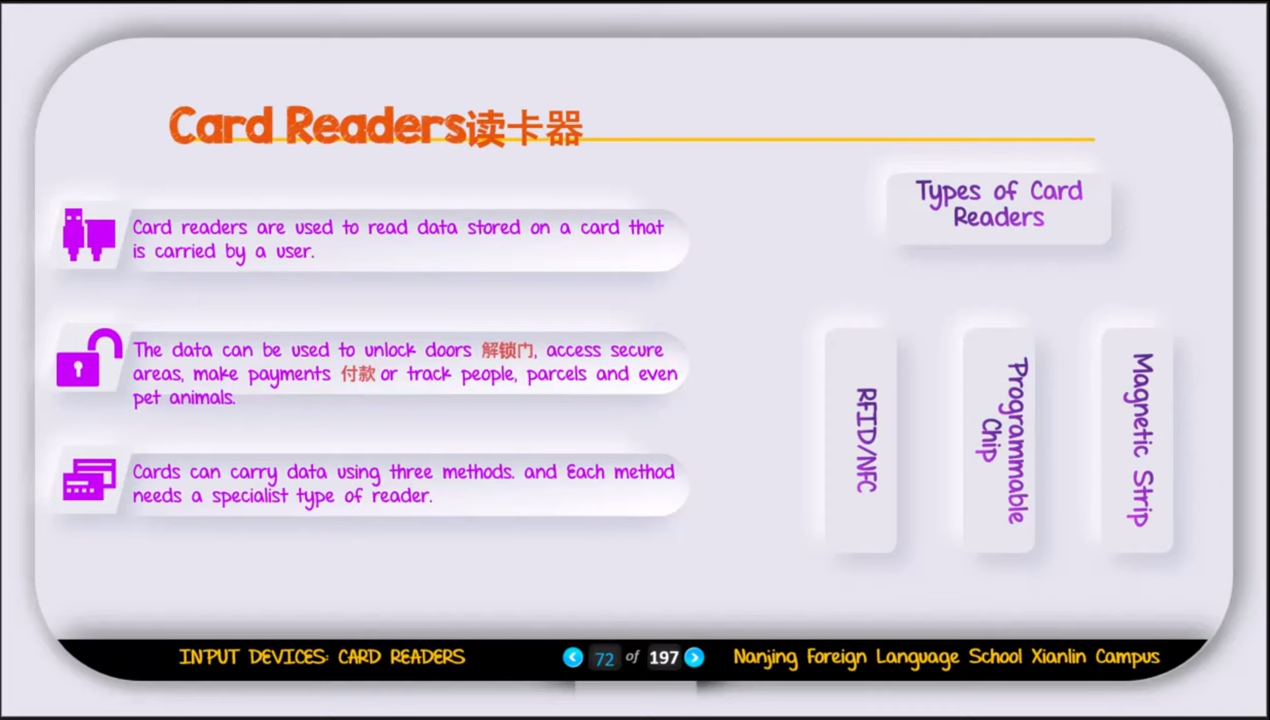 Card Readers读卡器
Card readers are used to read data stored on a card that
is carried by a user.
The data can be used to unlock doors 解锁门, access secure
areas, make payments 付款 or track people, parcels and even
pet animals.
Cards can carry data using three methods. and Each method
needs a specialist type of reader.
Types of Card
Readers
RFID/NFC
Programmable
Chip
Magnetic Strip
INPUT DEVICES: CARD READERS
72 of 197
Nanjing Foreign Language School Xianlin Campus